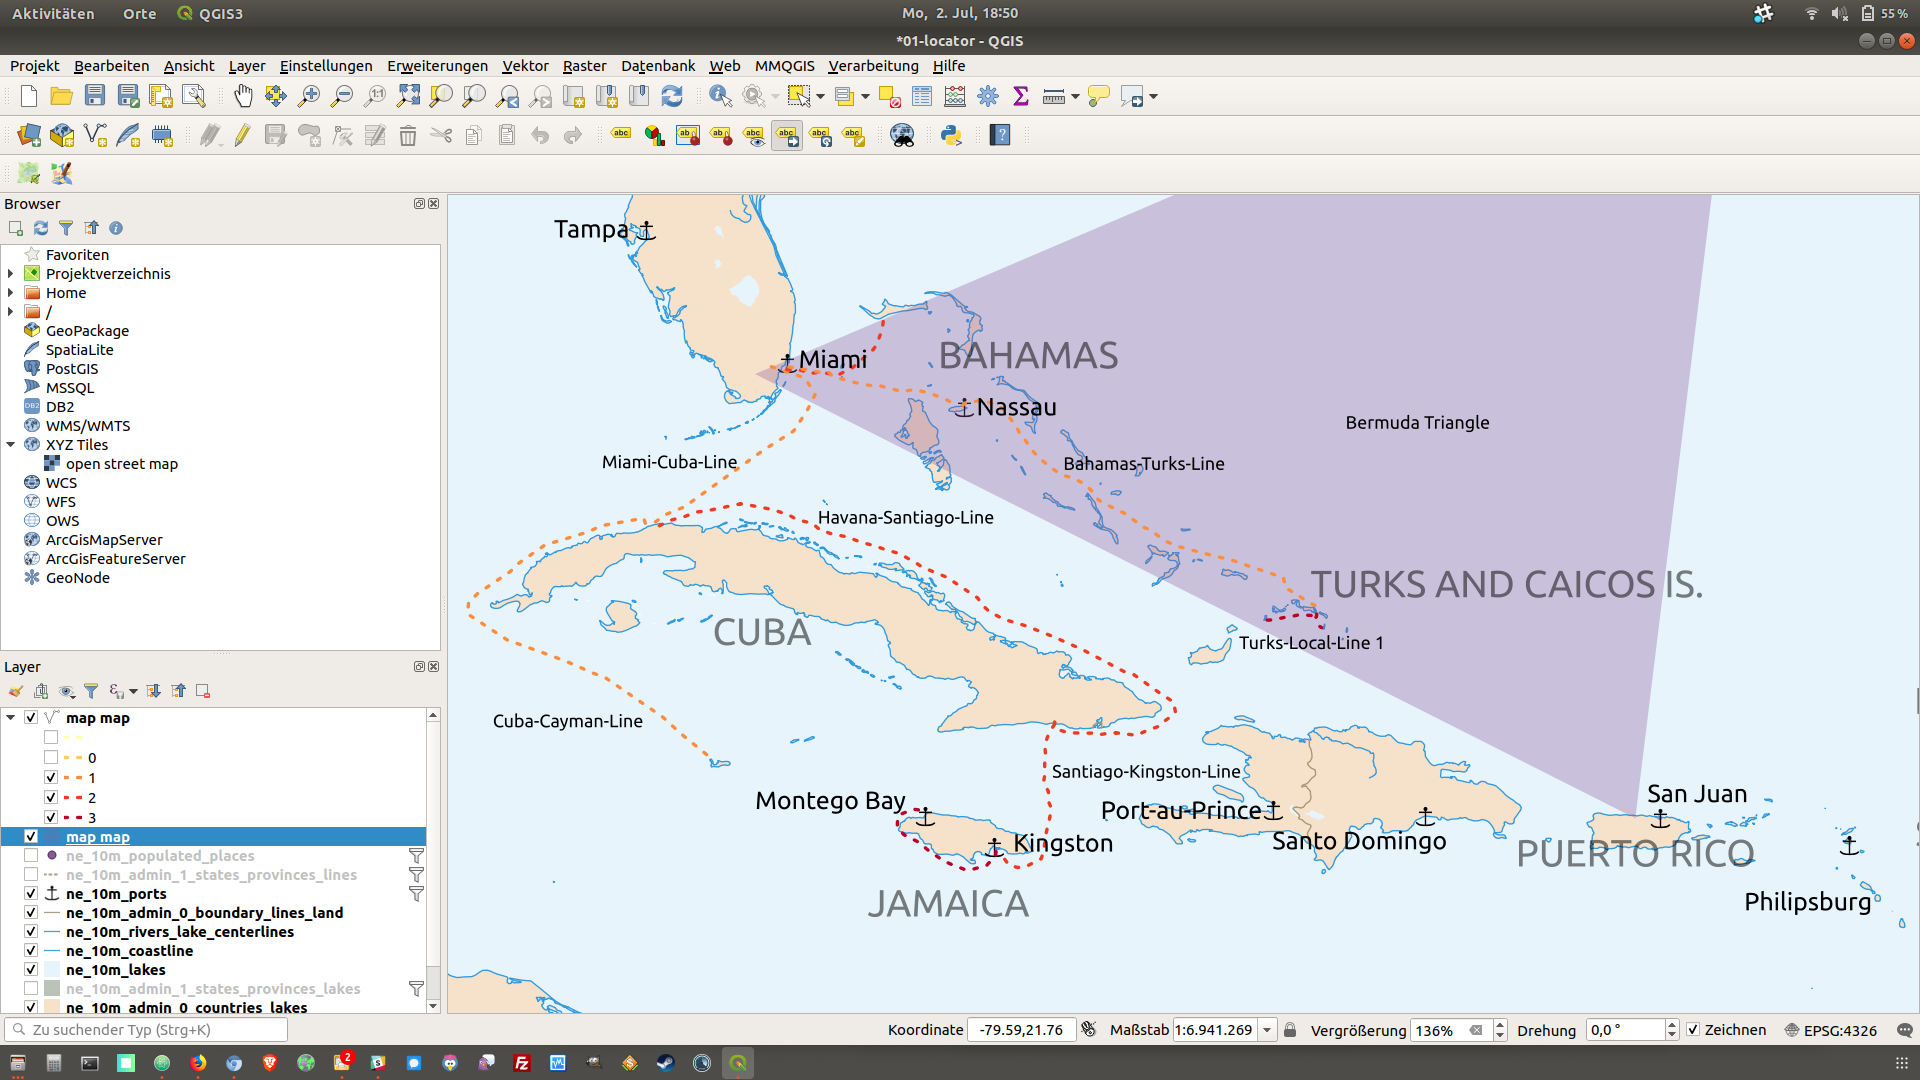 Aktivitäten Orte QGIS3 Mo, 2. Jul, 18:50 55 %
*01-locator - QGIS
Projekt Bearbeiten Ansicht Layer Einstellungen Erweiterungen Vektor Raster Datenbank Web MMQGIS Verarbeitung Hilfe
Browser
Favoriten
Projektverzeichnis
Home
/
GeoPackage
SpatiaLite
PostGIS
MSSQL
DB2
WMS/WMTS
XYZ Tiles
open street map
WCS
WFS
OWS
ArcGisMapServer
ArcGisFeatureServer
GeoNode
Layer
map map
0
1
2
3
map map
ne_10m_populated_places
ne_10m_admin_1_states_provinces_lines
ne_10m_ports
ne_10m_admin_0_boundary_lines_land
ne_10m_rivers_lake_centerlines
ne_10m_coastline
ne_10m_lakes
ne_10m_admin_1_states_provinces_lakes
ne_10m_admin_0_countries_lakes
Tampa
Miami
BAHAMAS
Nassau
Bermuda Triangle
Miami-Cuba-Line
Bahamas-Turks-Line
Havana-Santiago-Line
TURKS AND CAICOS IS.
CUBA
Turks-Local-Line 1
Cuba-Cayman-Line
Santiago-Kingston-Line
Montego Bay
Port-au-Prince
San Juan
Kingston
Santo Domingo
PUERTO RICO
JAMAICA
Philipsburg
Zu suchender Typ (Strg+K) Koordinate -79.59,21.76 Maßstab 1:6.941.269 Vergrößerung 136% Drehung 0,0 ° Zeichnen EPSG:4326